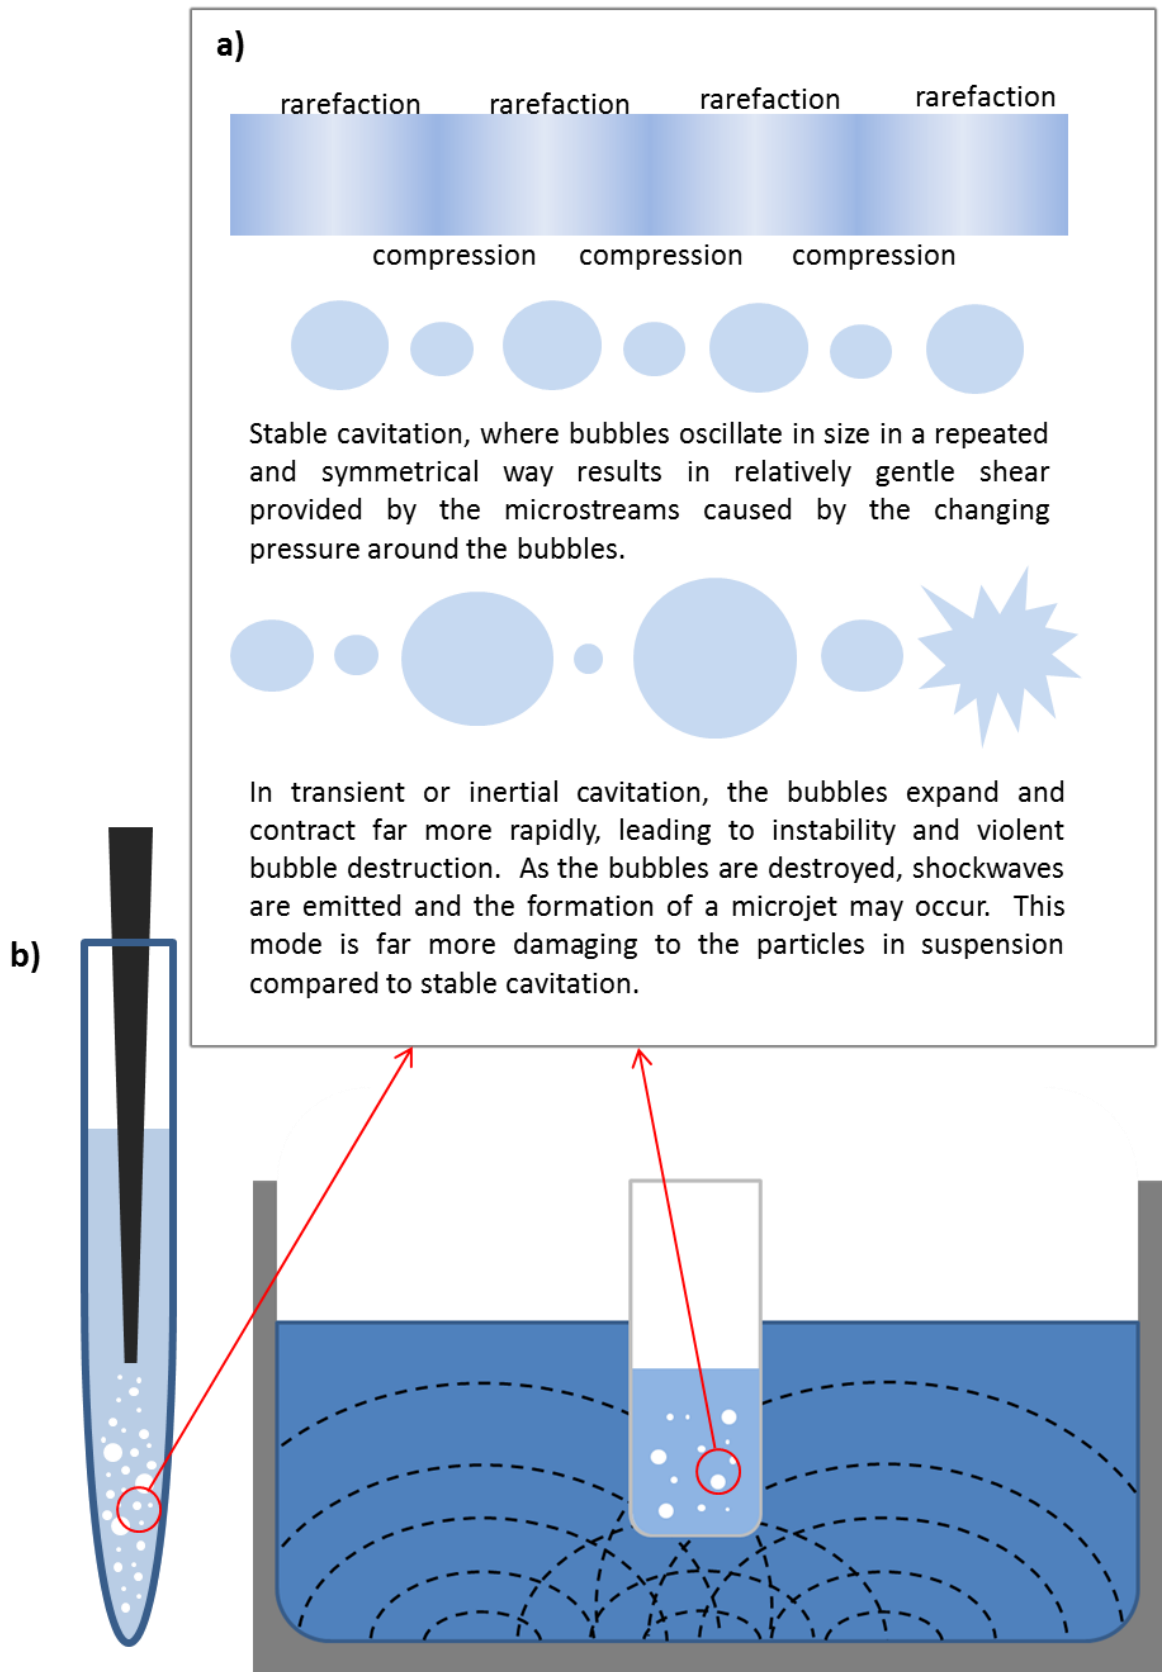 a)
rarefaction rarefaction rarefaction rarefaction
compression compression compression
Stable cavitation, where bubbles oscillate in size in a repeated
and symmetrical way results in relatively gentle shear
provided by the microstreams caused by the changing
pressure around the bubbles.
In transient or inertial cavitation, the bubbles expand and
contract far more rapidly, leading to instability and violent
bubble destruction. As the bubbles are destroyed, shockwaves
are emitted and the formation of a microjet may occur. This
mode is far more damaging to the particles in suspension
compared to stable cavitation.
b)